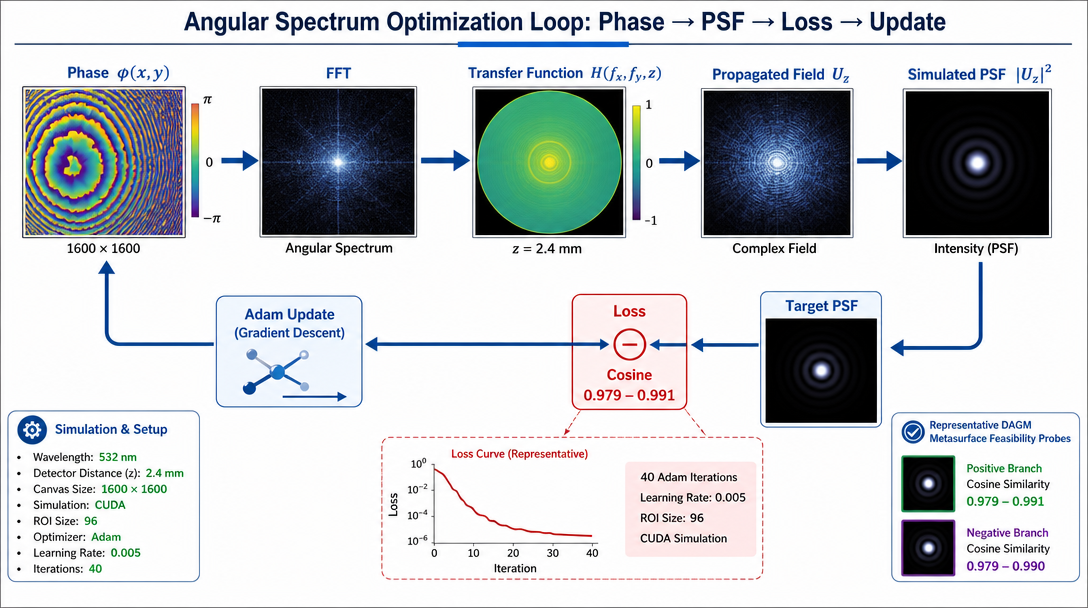 Angular Spectrum Optimization Loop: Phase → PSF → Loss → Update
Phase φ(x, y)
π
0
−π
1600 × 1600
FFT
Angular Spectrum
Transfer Function H(fx, fy, z)
1
0
-1
z = 2.4 mm
Propagated Field Uz
Complex Field
Simulated PSF |Uz|²
Intensity (PSF)
Adam Update
(Gradient Descent)
Loss
−
Cosine
0.979 – 0.991
Target PSF
Simulation & Setup
• Wavelength: 532 nm
• Detector Distance (z): 2.4 mm
• Canvas Size: 1600 × 1600
• Simulation: CUDA
• ROI Size: 96
• Optimizer: Adam
• Learning Rate: 0.005
• Iterations: 40
Loss Curve (Representative)
Loss
10⁰
10⁻²
10⁻⁴
10⁻⁶
0 10 20 30 40
Iteration
40 Adam Iterations
Learning Rate: 0.005
ROI Size: 96
CUDA Simulation
Representative DAGM
Metasurface Feasibility Probes
Positive Branch
Cosine Similarity
0.979 – 0.991
Negative Branch
Cosine Similarity
0.979 – 0.990